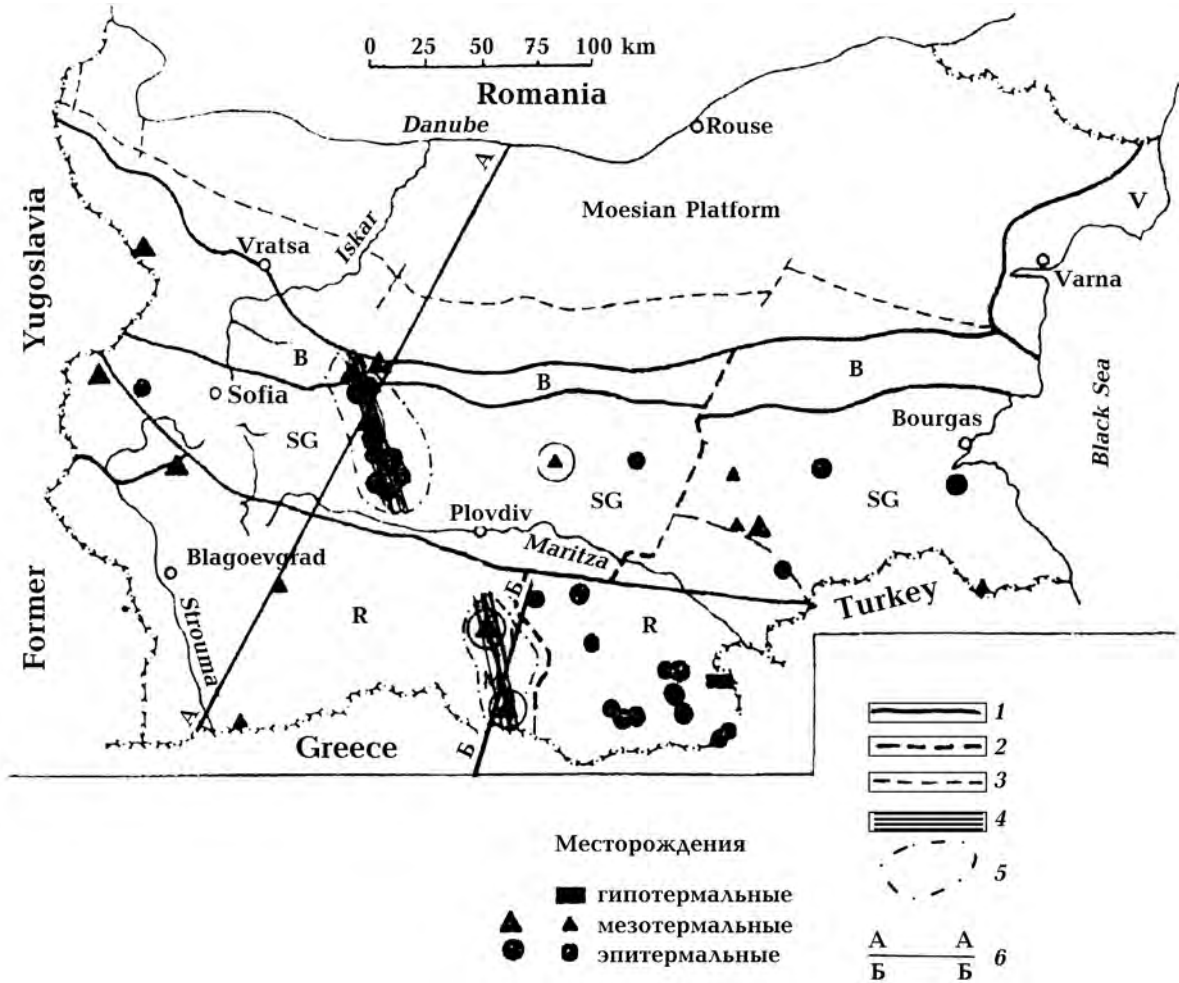 0 25 50 75 100 km
Romania
Danube
Rouse
А
Moesian Platform
V
Iskar
Vratsa
Varna
Yugoslavia
B
B
B
Sofia
Black Sea
Bourgas
SG
SG
SG
Plovdiv
Maritza
Blagoevgrad
Б
Turkey
Former
Strouma
R
R
А
Greece
Б
1
2
3
4
5
А А
Б Б
6
Месторождения
гипотермальные
мезотермальные
эпитермальные